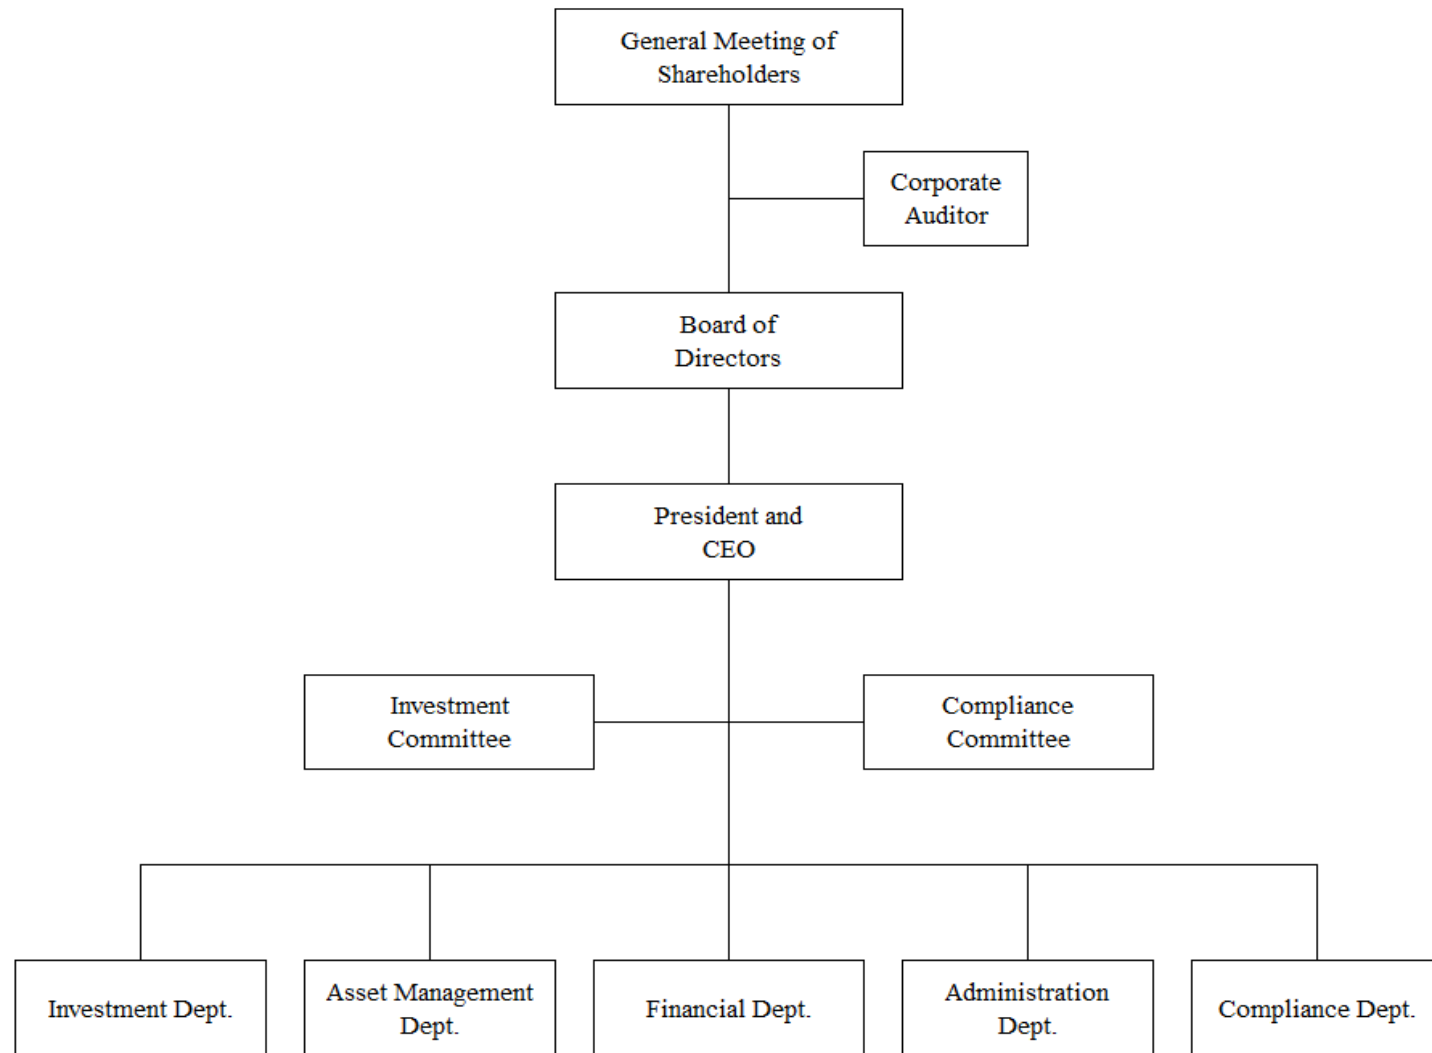 General Meeting of
Shareholders
Corporate
Auditor
Board of
Directors
President and
CEO
Investment
Committee
Compliance
Committee
Investment Dept.
Asset Management
Dept.
Financial Dept.
Administration
Dept.
Compliance Dept.